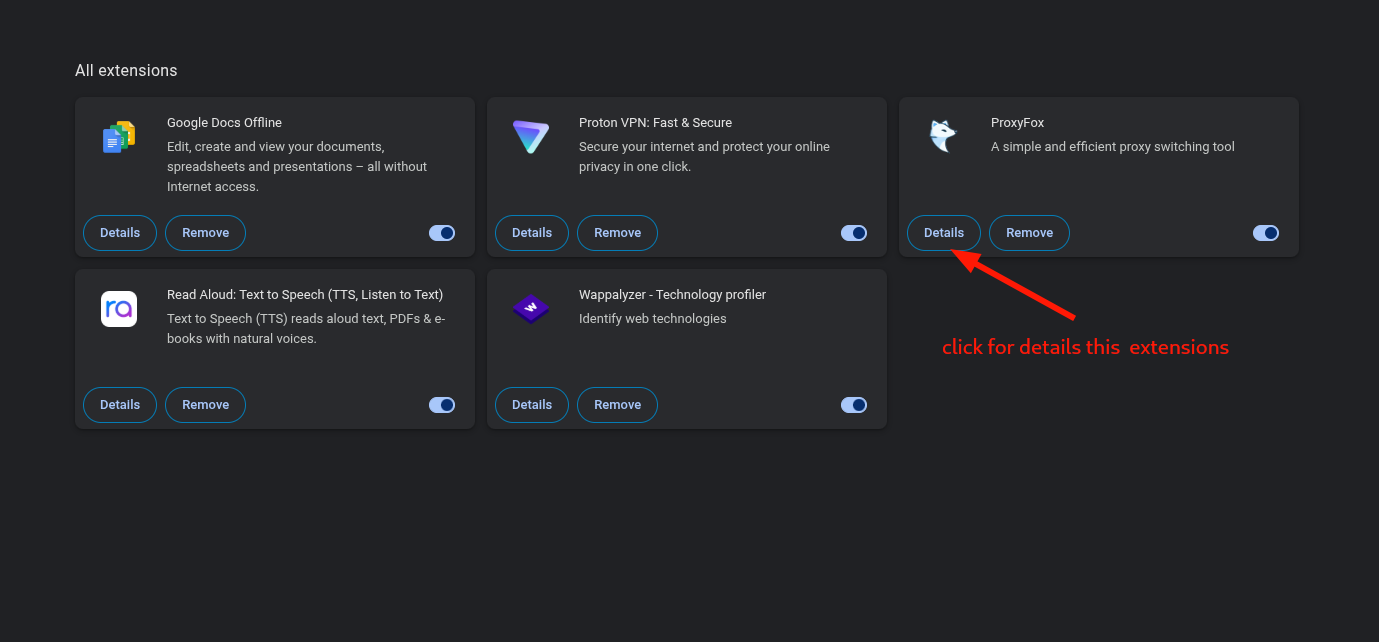 All extensions
Google Docs Offline
Edit, create and view your documents,
spreadsheets and presentations – all without
Internet access.
Details
Remove
Proton VPN: Fast & Secure
Secure your internet and protect your online
privacy in one click.
Details
Remove
ProxyFox
A simple and efficient proxy switching tool
Details
Remove
ra
Read Aloud: Text to Speech (TTS, Listen to Text)
Text to Speech (TTS) reads aloud text, PDFs & e-
books with natural voices.
Details
Remove
W
Wappalyzer - Technology profiler
Identify web technologies
Details
Remove
click for details this  extensions